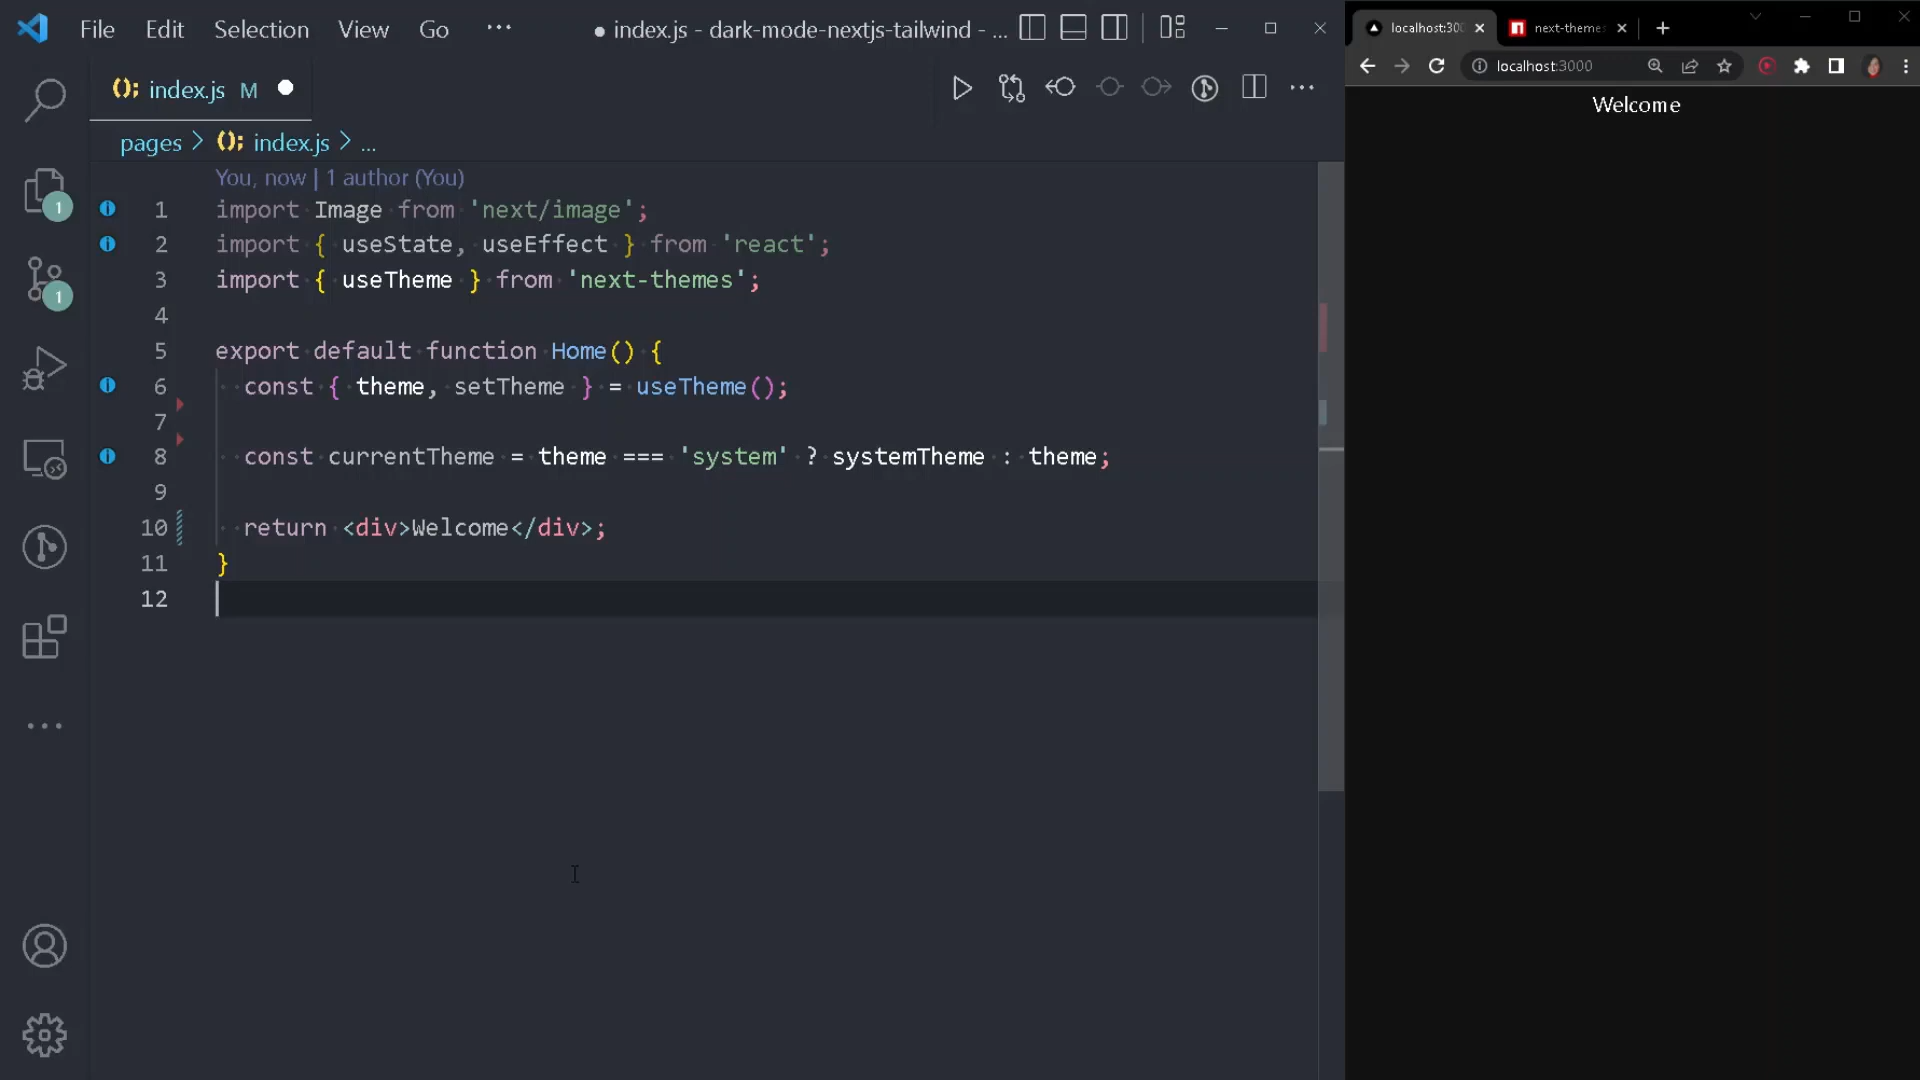 File Edit Selection View Go ··· ● index.js - dark-mode-nextjs-tailwind - ...
index.js M
pages > index.js > ...
You, now | 1 author (You)
1 import Image from 'next/image';
2 import { useState, useEffect } from 'react';
3 import { useTheme } from 'next-themes';
4
5 export default function Home() {
6 const { theme, setTheme } = useTheme();
7
8 const currentTheme = theme === 'system' ? systemTheme : theme;
9
10 return <div>Welcome</div>;
11 }
12
1
1
localhost:300
next-themes
localhost:3000
Welcome